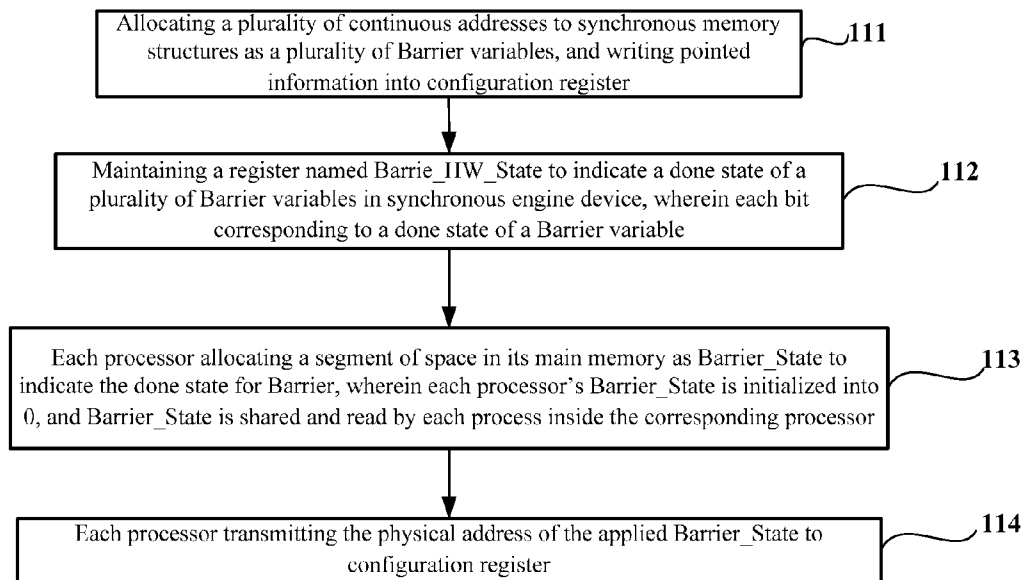 Allocating a plurality of continuous addresses to synchronous memory
structures as a plurality of Barrier variables, and writing pointed
information into configuration register
111
Maintaining a register named Barrie_HW_State to indicate a done state of a
plurality of Barrier variables in synchronous engine device, wherein each bit
corresponding to a done state of a Barrier variable
112
Each processor allocating a segment of space in its main memory as Barrier_State to
indicate the done state for Barrier, wherein each processor's Barrier_State is initialized into
0, and Barrier_State is shared and read by each process inside the corresponding processor
113
Each processor transmitting the physical address of the applied Barrier_State to
configuration register
114